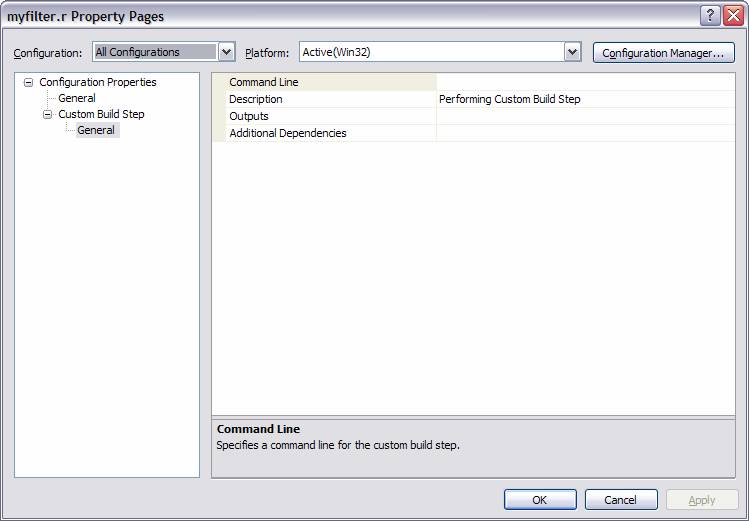 myfilter.r Property Pages
Configuration: All Configurations Platform: Active(Win32) Configuration Manager...
Configuration Properties
General
Custom Build Step
General
Command Line
Description Performing Custom Build Step
Outputs
Additional Dependencies
Command Line
Specifies a command line for the custom build step.
OK Cancel Apply